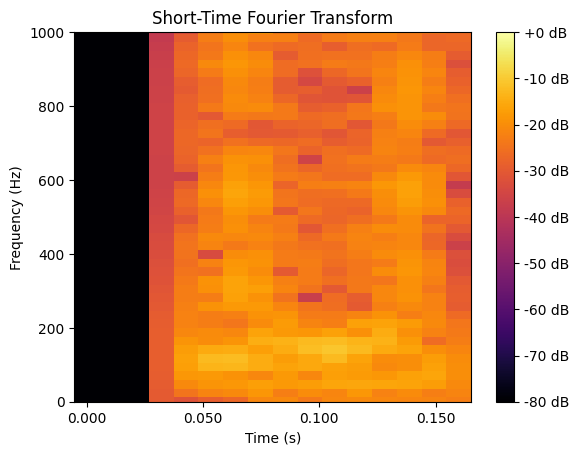 Short-Time Fourier Transform
1000
800
600
400
200
0
Frequency (Hz)
0.000
0.050
0.100
0.150
Time (s)
+0 dB
-10 dB
-20 dB
-30 dB
-40 dB
-50 dB
-60 dB
-70 dB
-80 dB